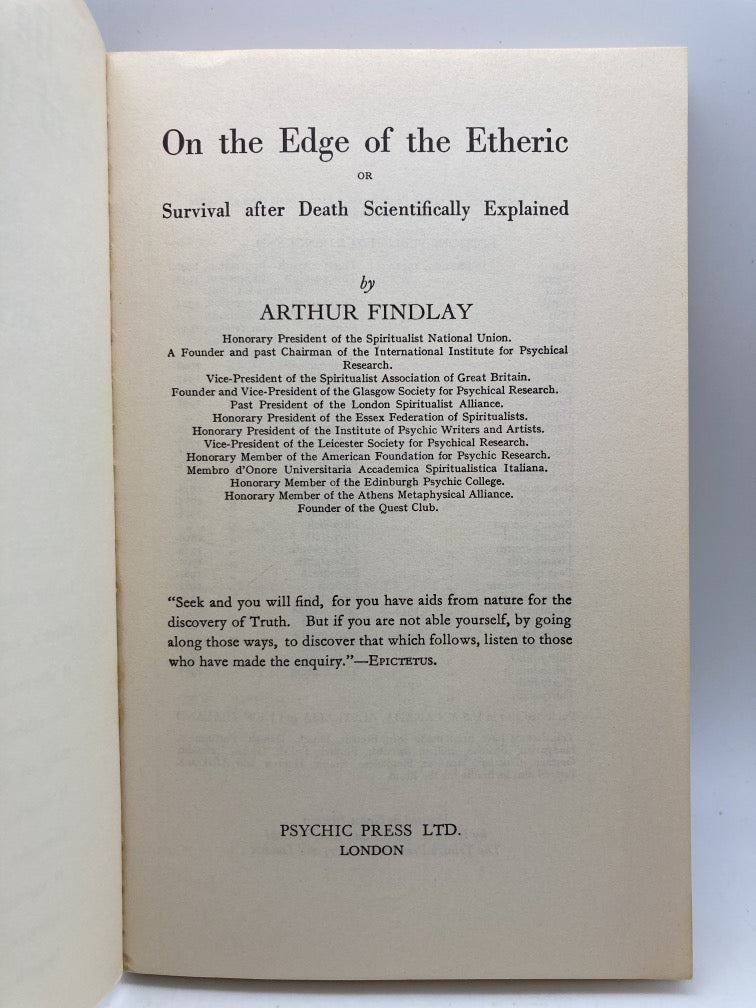 On the Edge of the Etheric
OR
Survival after Death Scientifically Explained
by
ARTHUR FINDLAY
Honorary President of the Spiritualist National Union.
A Founder and past Chairman of the International Institute for Psychical
Research.
Vice-President of the Spiritualist Association of Great Britain.
Founder and Vice-President of the Glasgow Society for Psychical Research.
Past President of the London Spiritualist Alliance.
Honorary President of the Essex Federation of Spiritualists.
Honorary President of the Institute of Psychic Writers and Artists.
Vice-President of the Leicester Society for Psychical Research.
Honorary Member of the American Foundation for Psychic Research.
Membro d'Onore Universitaria Accademica Spiritualistica Italiana.
Honorary Member of the Edinburgh Psychic College.
Honorary Member of the Athens Metaphysical Alliance.
Founder of the Quest Club.
“Seek and you will find, for you have aids from nature for the
discovery of Truth. But if you are not able yourself, by going
along those ways, to discover that which follows, listen to those
who have made the enquiry.”—EPICTETUS.
PSYCHIC PRESS LTD.
LONDON